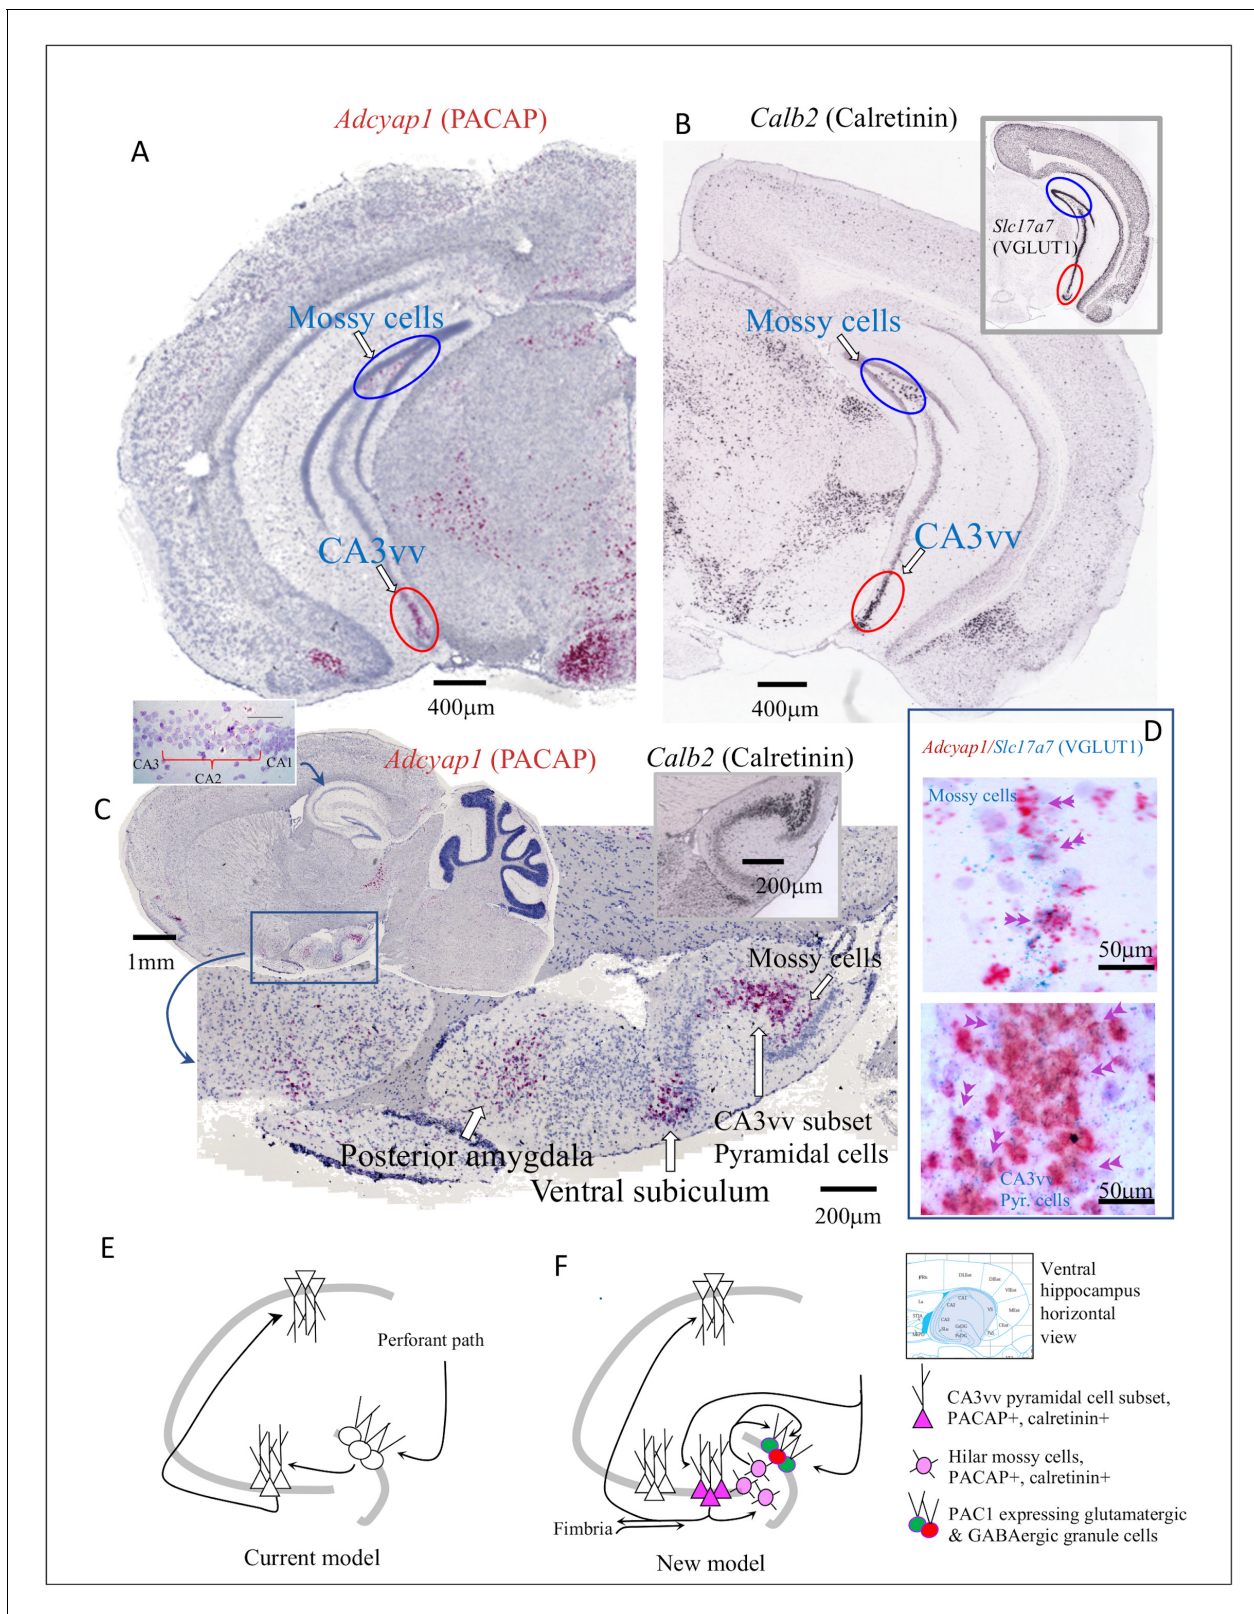 Adcyap1 (PACAP)
A
Mossy cells
CA3vv
400µm
B
Calb2 (Calretinin)
Slc17a7
(VGLUT1)
Mossy cells
CA3vv
400µm
CA3
CA2
CA1
C
Adcyap1 (PACAP)
Calb2 (Calretinin)
200µm
1mm
Mossy cells
CA3vv subset
Pyramidal cells
Posterior amygdala
Ventral subiculum
200µm
D
Adcyap1/Slc17a7 (VGLUT1)
Mossy cells
50µm
CA3vv
Pyr. cells
50µm
E
Perforant path
Current model
F
Fimbria
New model
Ventral
hippocampus
horizontal
view
CA3vv pyramidal cell subset,
PACAP+, calretinin+
Hilar mossy cells,
PACAP+, calretinin+
PAC1 expressing glutamatergic
& GABAergic granule cells